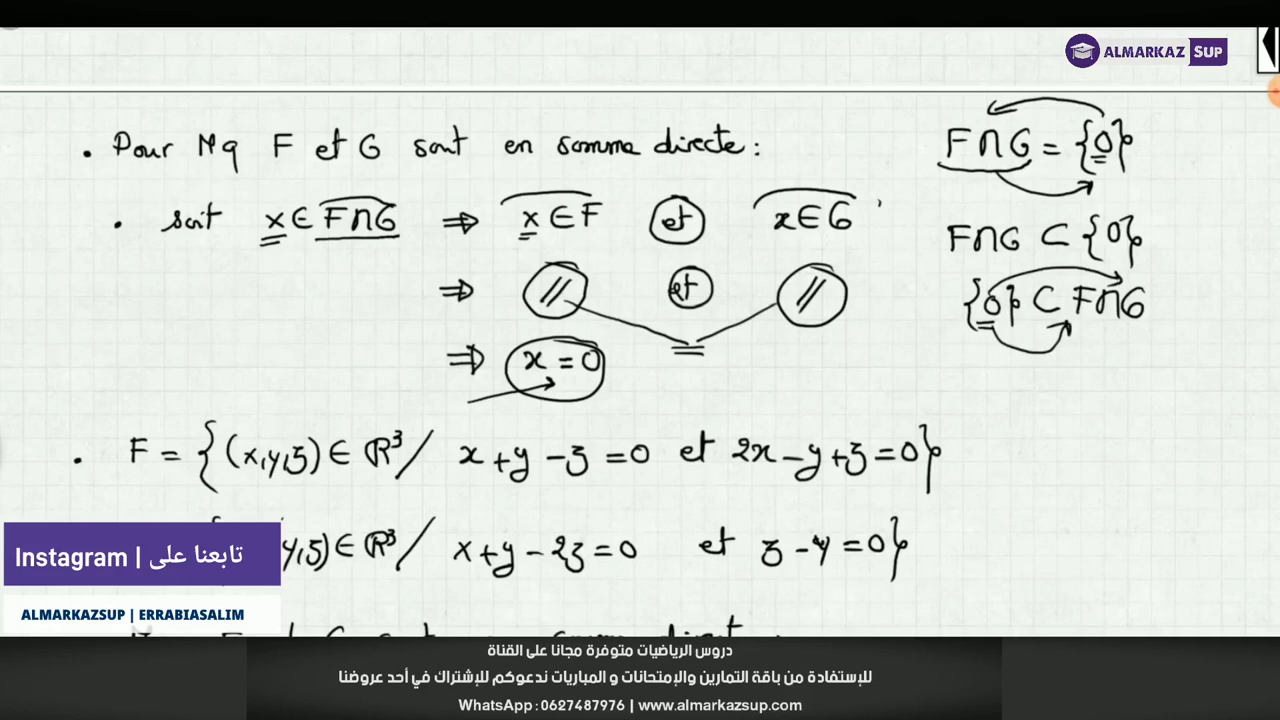 ALMARKAZ SUP
. Pour Mq F et G sont en somme directe :
F∩G = {0}
. soit x ∈ F∩G ⇒ x ∈ F et x ∈ G
F∩G ⊂ {0}
⇒ // et //
{0} ⊂ F∩G
⇒ x = 0
. F = {(x,y,z) ∈ ℝ³ / x + y - z = 0 et 2x - y + z = 0}
y,z) ∈ ℝ³ / x + y - 2z = 0 et z - y = 0}
Instagram | تابعنا على
ALMARKAZSUP | ERRABIASALIM
دروس الرياضيات متوفرة مجانا على القناة
للإستفادة من باقة التمارين والإمتحانات و المباريات ندعوكم للإشتراك في أحد عروضنا
WhatsApp : 0627487976 | www.almarkazsup.com